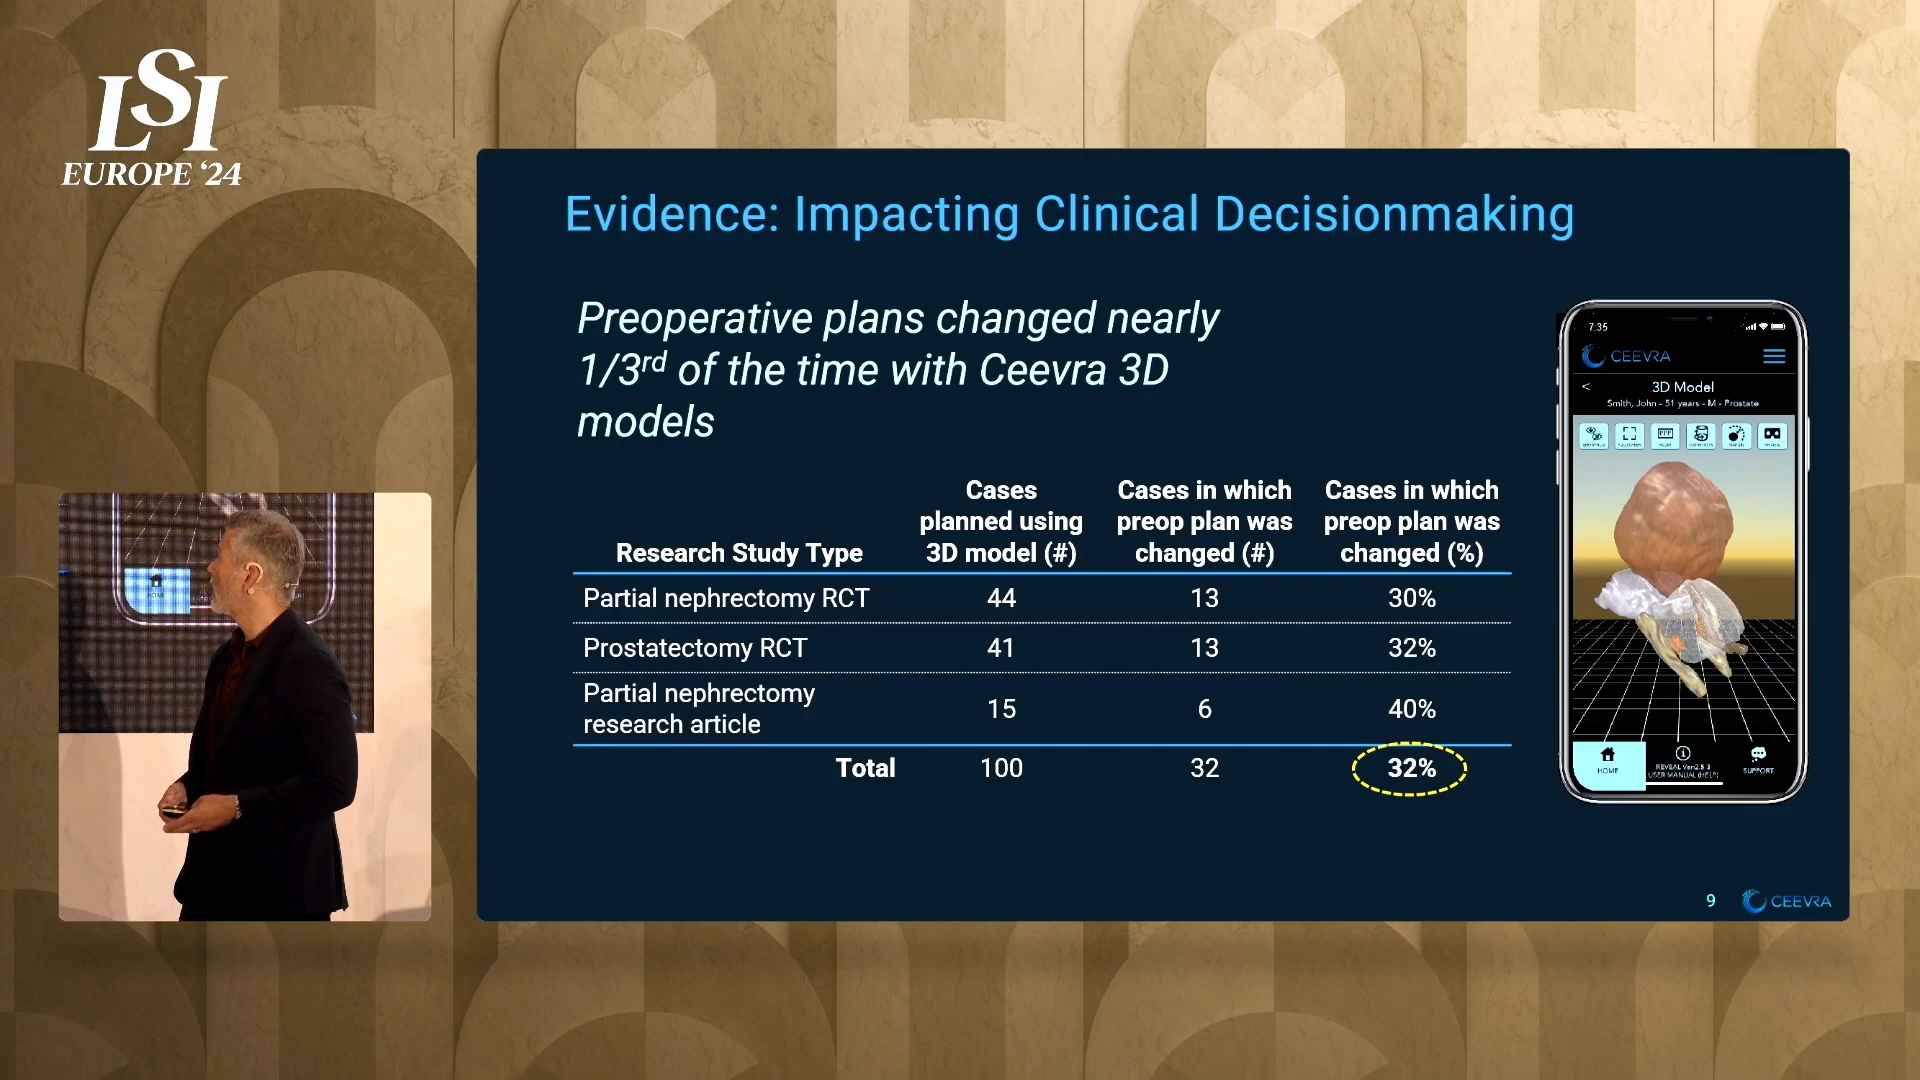 LSI
EUROPE ‘24
Evidence: Impacting Clinical Decisionmaking
Preoperative plans changed nearly
1/3rd of the time with Ceevra 3D
models
Research Study Type
Cases
planned using
3D model (#)
Cases in which
preop plan was
changed (#)
Cases in which
preop plan was
changed (%)
Partial nephrectomy RCT 44 13 30%
Prostatectomy RCT 41 13 32%
Partial nephrectomy
research article 15 6 40%
Total 100 32 32%
7:35
CEEVRA
<
3D Model
Smith, John - 51 years - M - Prostate
HOME
USER MANUAL (HELP)
SUPPORT
HOME
9
CEEVRA